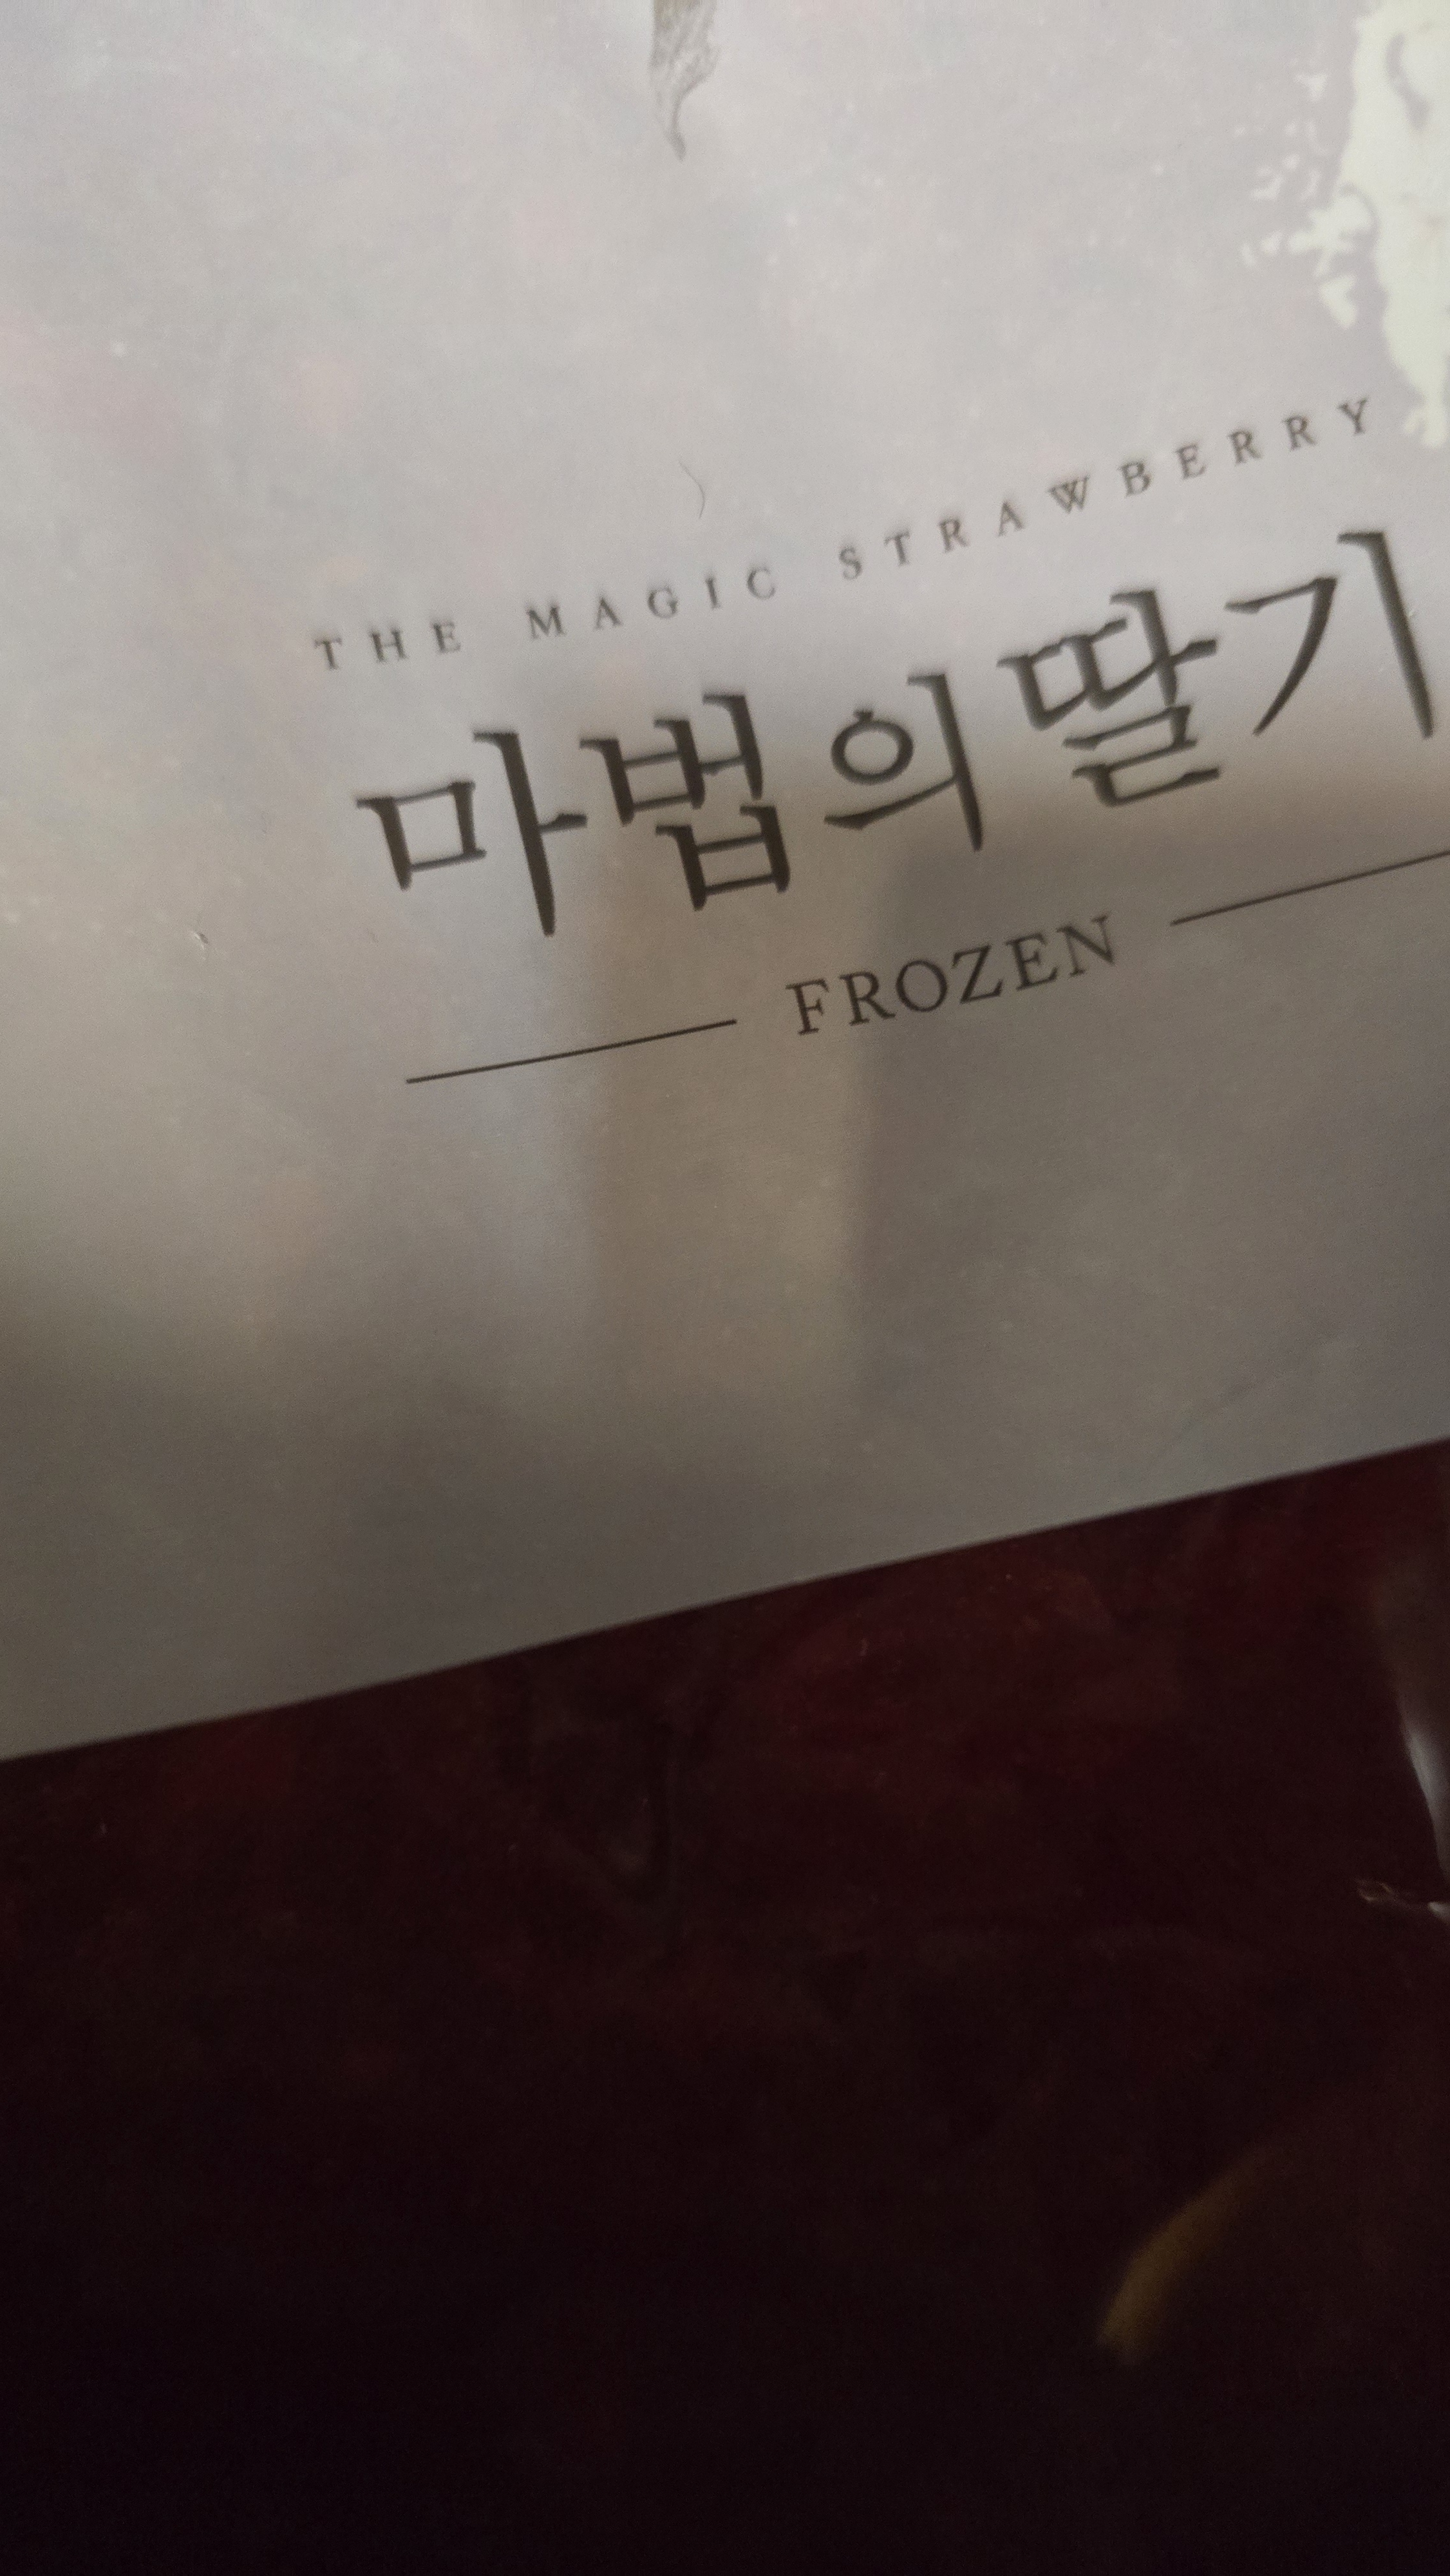 THE MAGIC STRAWBERRY
마법의딸기
FROZEN